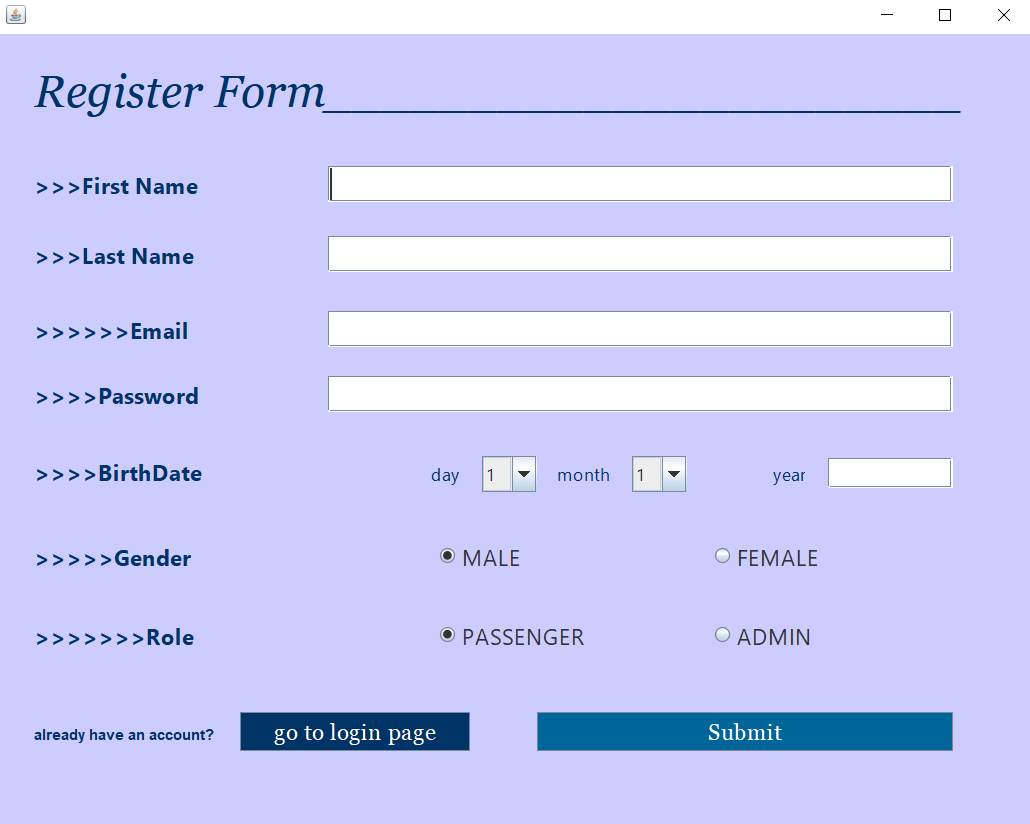 Register Form______________________
>>>First Name
>>>Last Name
>>>>>>Email
>>>>Password
>>>>BirthDate day 1 month 1 year
>>>>>Gender MALE FEMALE
>>>>>>>Role PASSENGER ADMIN
already have an account? go to login page Submit